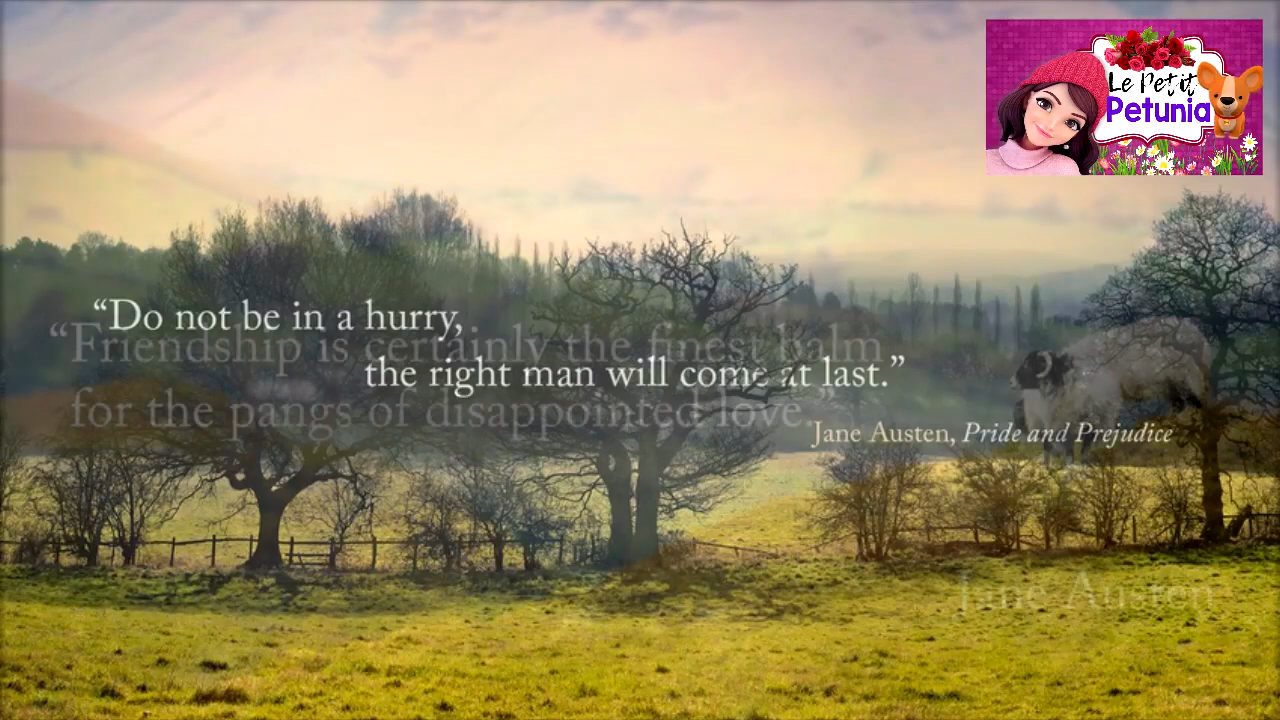 Le Petit
Petunia
“Do not be in a hurry,
“Friendship is certainly the finest balm
the right man will come at last.”
for the pangs of disappointed love.”
Jane Austen, Pride and Prejudice
Jane Austen